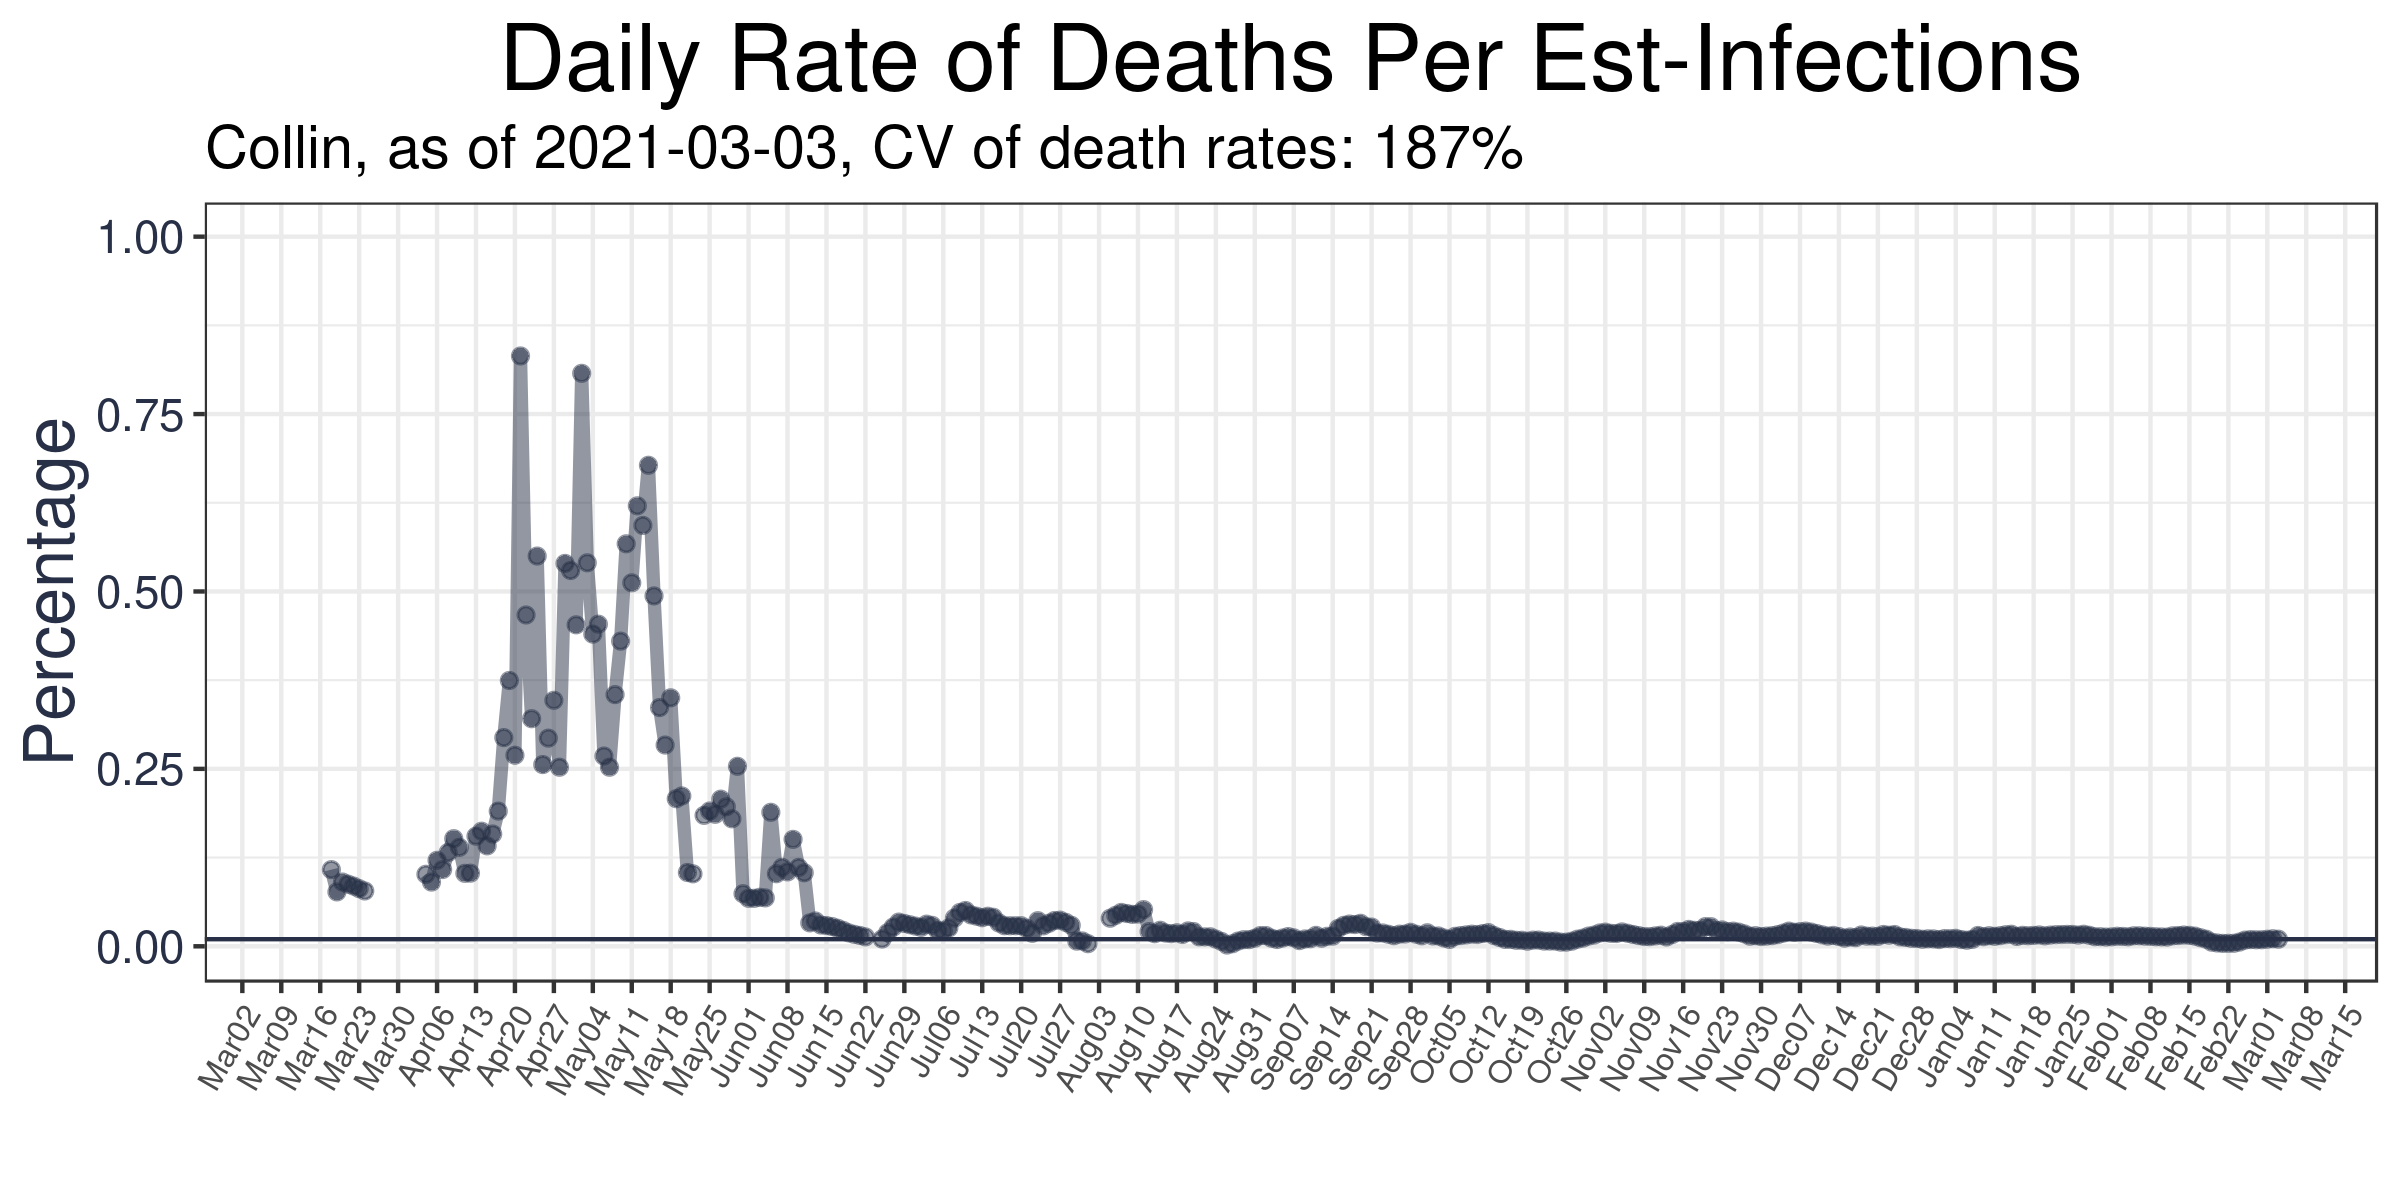 Daily Rate of Deaths Per Est-Infections
Collin, as of 2021-03-03, CV of death rates: 187%
Percentage
1.00
0.75
0.50
0.25
0.00
Mar02
Mar09
Mar16
Mar23
Mar30
Apr06
Apr13
Apr20
Apr27
May04
May11
May18
May25
Jun01
Jun08
Jun15
Jun22
Jun29
Jul06
Jul13
Jul20
Jul27
Aug03
Aug10
Aug17
Aug24
Aug31
Sep07
Sep14
Sep21
Sep28
Oct05
Oct12
Oct19
Oct26
Nov02
Nov09
Nov16
Nov23
Nov30
Dec07
Dec14
Dec21
Dec28
Jan04
Jan11
Jan18
Jan25
Feb01
Feb08
Feb15
Feb22
Mar01
Mar08
Mar15